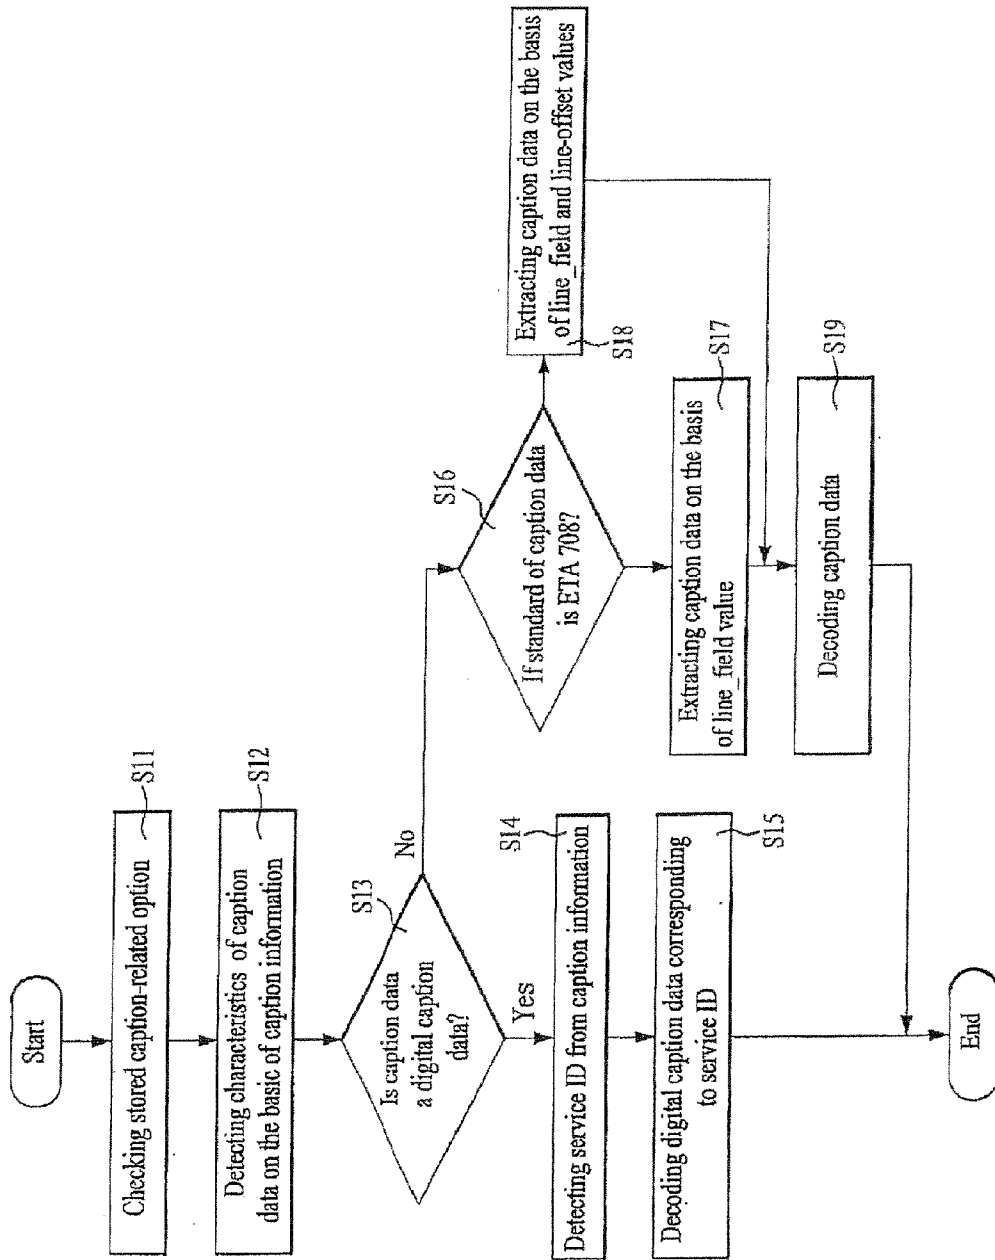 Start
Checking stored caption-related option
S11
Detecting characteristics of caption
data on the basic of caption information
S12
Is caption data
a digital caption
data?
S13
No
Yes
Detecting service ID from caption information
S14
Decoding digital caption data corresponding
to service ID
S15
If standard of caption data
is ETA 708?
S16
Extracting caption data on the basis
of line_field value
S17
Extracting caption data on the basis
of line_field and line-offset values
S18
Decoding caption data
S19
End